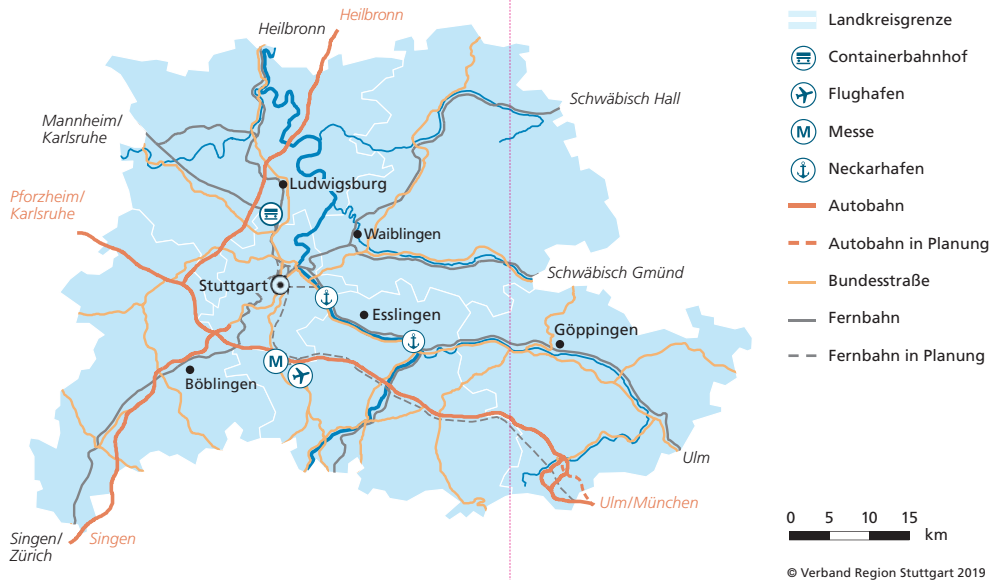 Heilbronn
Heilbronn
Schwäbisch Hall
Mannheim/
Karlsruhe
Ludwigsburg
Pforzheim/
Karlsruhe
Waiblingen
Schwäbisch Gmünd
Stuttgart
Esslingen
Göppingen
M
Böblingen
Ulm
Ulm/München
Singen/
Zürich
Singen
Landkreisgrenze
Containerbahnhof
Flughafen
M Messe
Neckarhafen
Autobahn
Autobahn in Planung
Bundesstraße
Fernbahn
Fernbahn in Planung
0 5 10 15
km
© Verband Region Stuttgart 2019